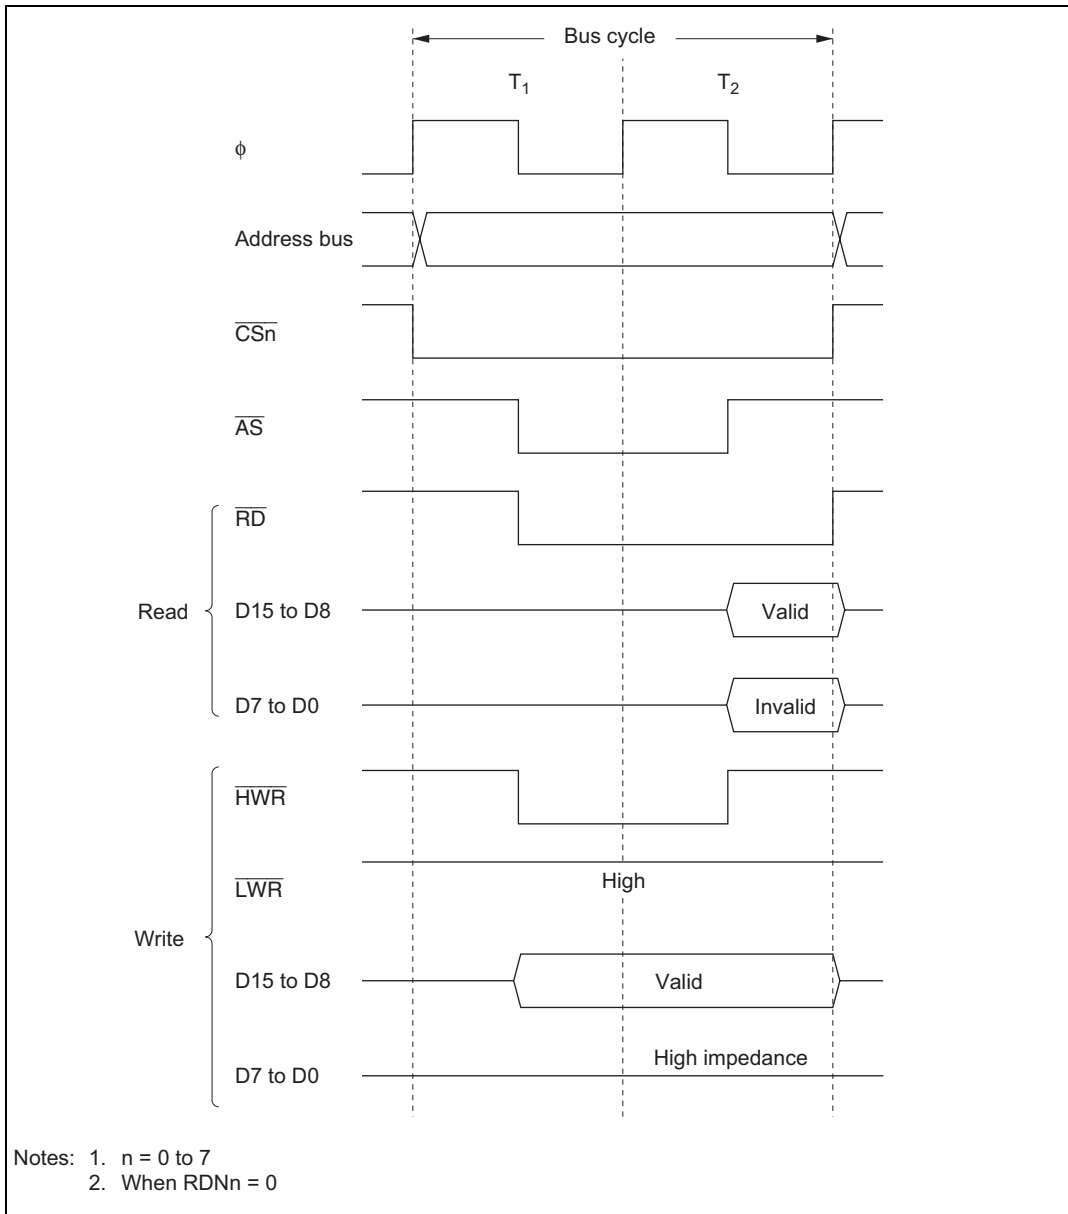 Bus cycle
T1 T2
ϕ
Address bus
CSn
AS
RD
Read
D15 to D8 Valid
D7 to D0 Invalid
HWR
LWR High
Write
D15 to D8 Valid
D7 to D0 High impedance
Notes: 1. n = 0 to 7
2. When RDNn = 0